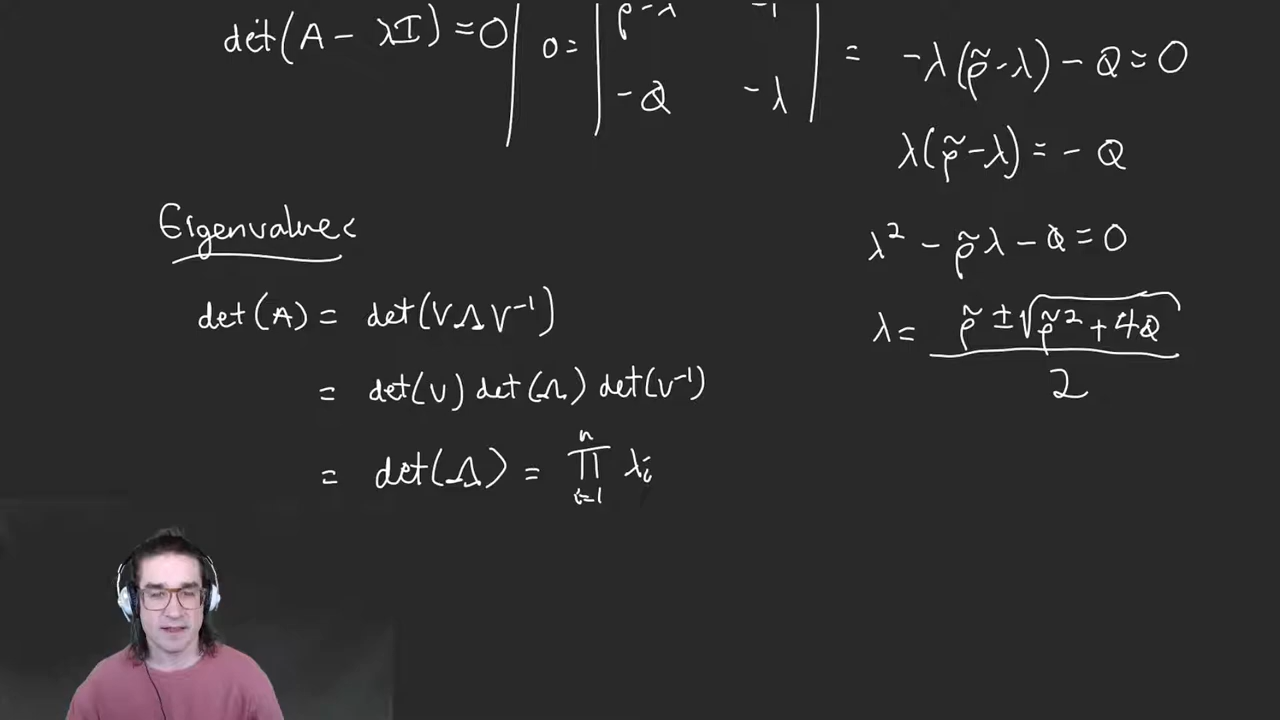 det(A - λI) = 0 | 0 = | ρ̃-λ -1 |
| -Q -λ | = -λ(ρ̃-λ) - Q = 0
λ(ρ̃-λ) = - Q
λ² - ρ̃λ - Q = 0
λ = (ρ̃ ± √(ρ̃² + 4Q)) / 2
Eigenvalues
det(A) = det(VΛV⁻¹)
= det(V) det(Λ) det(V⁻¹)
= det(Λ) = ∏ᵢ₌₁ⁿ λᵢ